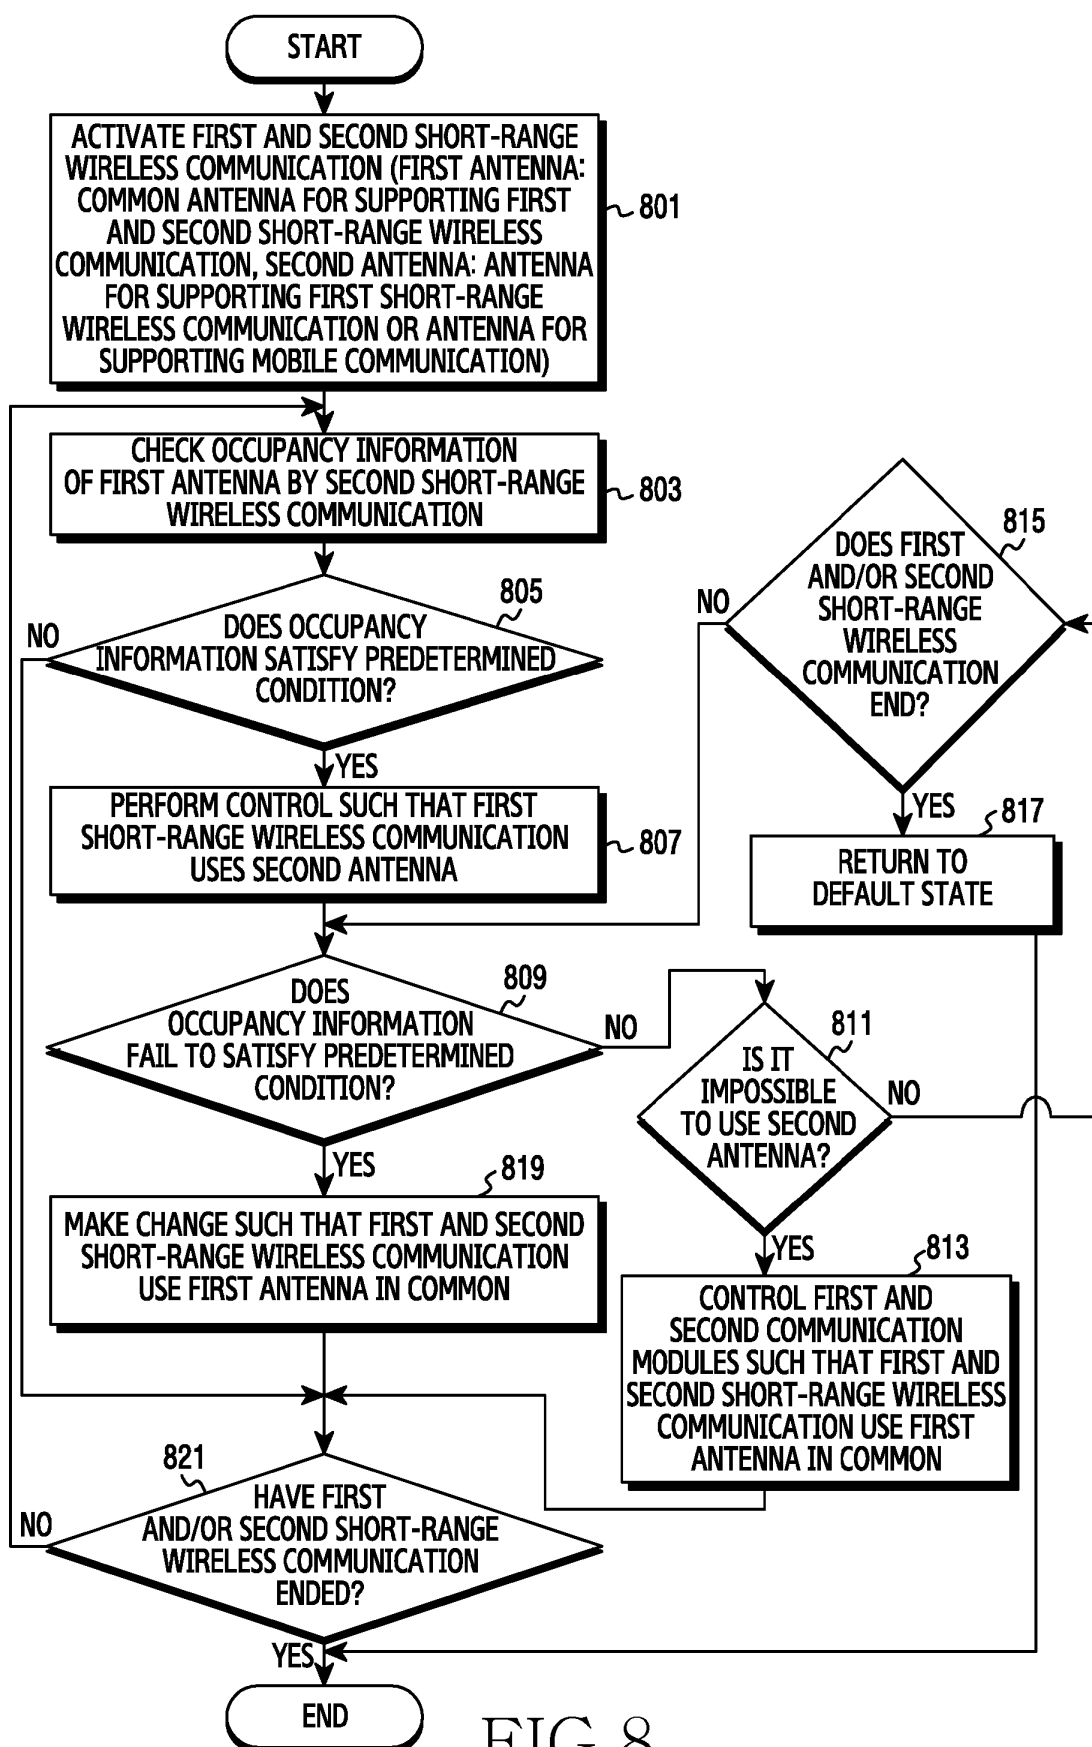 START
ACTIVATE FIRST AND SECOND SHORT-RANGE
WIRELESS COMMUNICATION (FIRST ANTENNA:
COMMON ANTENNA FOR SUPPORTING FIRST
AND SECOND SHORT-RANGE WIRELESS
COMMUNICATION, SECOND ANTENNA: ANTENNA
FOR SUPPORTING FIRST SHORT-RANGE
WIRELESS COMMUNICATION OR ANTENNA FOR
SUPPORTING MOBILE COMMUNICATION)
801
CHECK OCCUPANCY INFORMATION
OF FIRST ANTENNA BY SECOND SHORT-RANGE
WIRELESS COMMUNICATION
803
805
NO
DOES OCCUPANCY
INFORMATION SATISFY PREDETERMINED
CONDITION?
YES
PERFORM CONTROL SUCH THAT FIRST
SHORT-RANGE WIRELESS COMMUNICATION
USES SECOND ANTENNA
807
809
DOES
OCCUPANCY INFORMATION
FAIL TO SATISFY PREDETERMINED
CONDITION?
NO
YES
811
IS IT
IMPOSSIBLE
TO USE SECOND
ANTENNA?
NO
YES
813
CONTROL FIRST AND
SECOND COMMUNICATION
MODULES SUCH THAT FIRST AND
SECOND SHORT-RANGE WIRELESS
COMMUNICATION USE FIRST
ANTENNA IN COMMON
815
DOES FIRST
AND/OR SECOND
SHORT-RANGE
WIRELESS
COMMUNICATION
END?
NO
YES
817
RETURN TO
DEFAULT STATE
819
MAKE CHANGE SUCH THAT FIRST AND SECOND
SHORT-RANGE WIRELESS COMMUNICATION
USE FIRST ANTENNA IN COMMON
821
HAVE FIRST
AND/OR SECOND SHORT-RANGE
WIRELESS COMMUNICATION
ENDED?
NO
YES
END
FIG.8